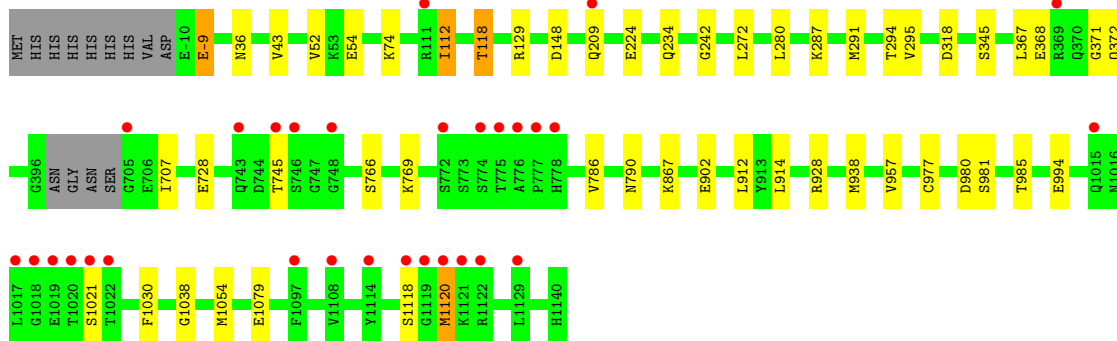 MET HIS HIS HIS HIS HIS HIS VAL ASP E-10 E-9 N36 V43 V52 K53 E54 K74 R111 I112 T118 R129 D148 Q209 E224 Q234 G242 L272 L280 K287 M291 T294 V295 D318 S345 L367 E368 R369 Q370 G371 Q372
G396 ASN GLY ASN SER G705 E706 I707 E728 Q743 D744 T745 S746 G747 G748 S766 K769 S772 S773 S774 T775 A776 P777 H778 V786 N790 K867 E902 L912 Y913 L914 R928 M938 V957 C977 D980 S981 T985 E994 Q1015 N1016
L1017 G1018 E1019 T1020 S1021 T1022 F1030 G1038 M1054 E1079 F1097 V1108 Y1114 S1118 G1119 M1120 K1121 R1122 L1129 H1140